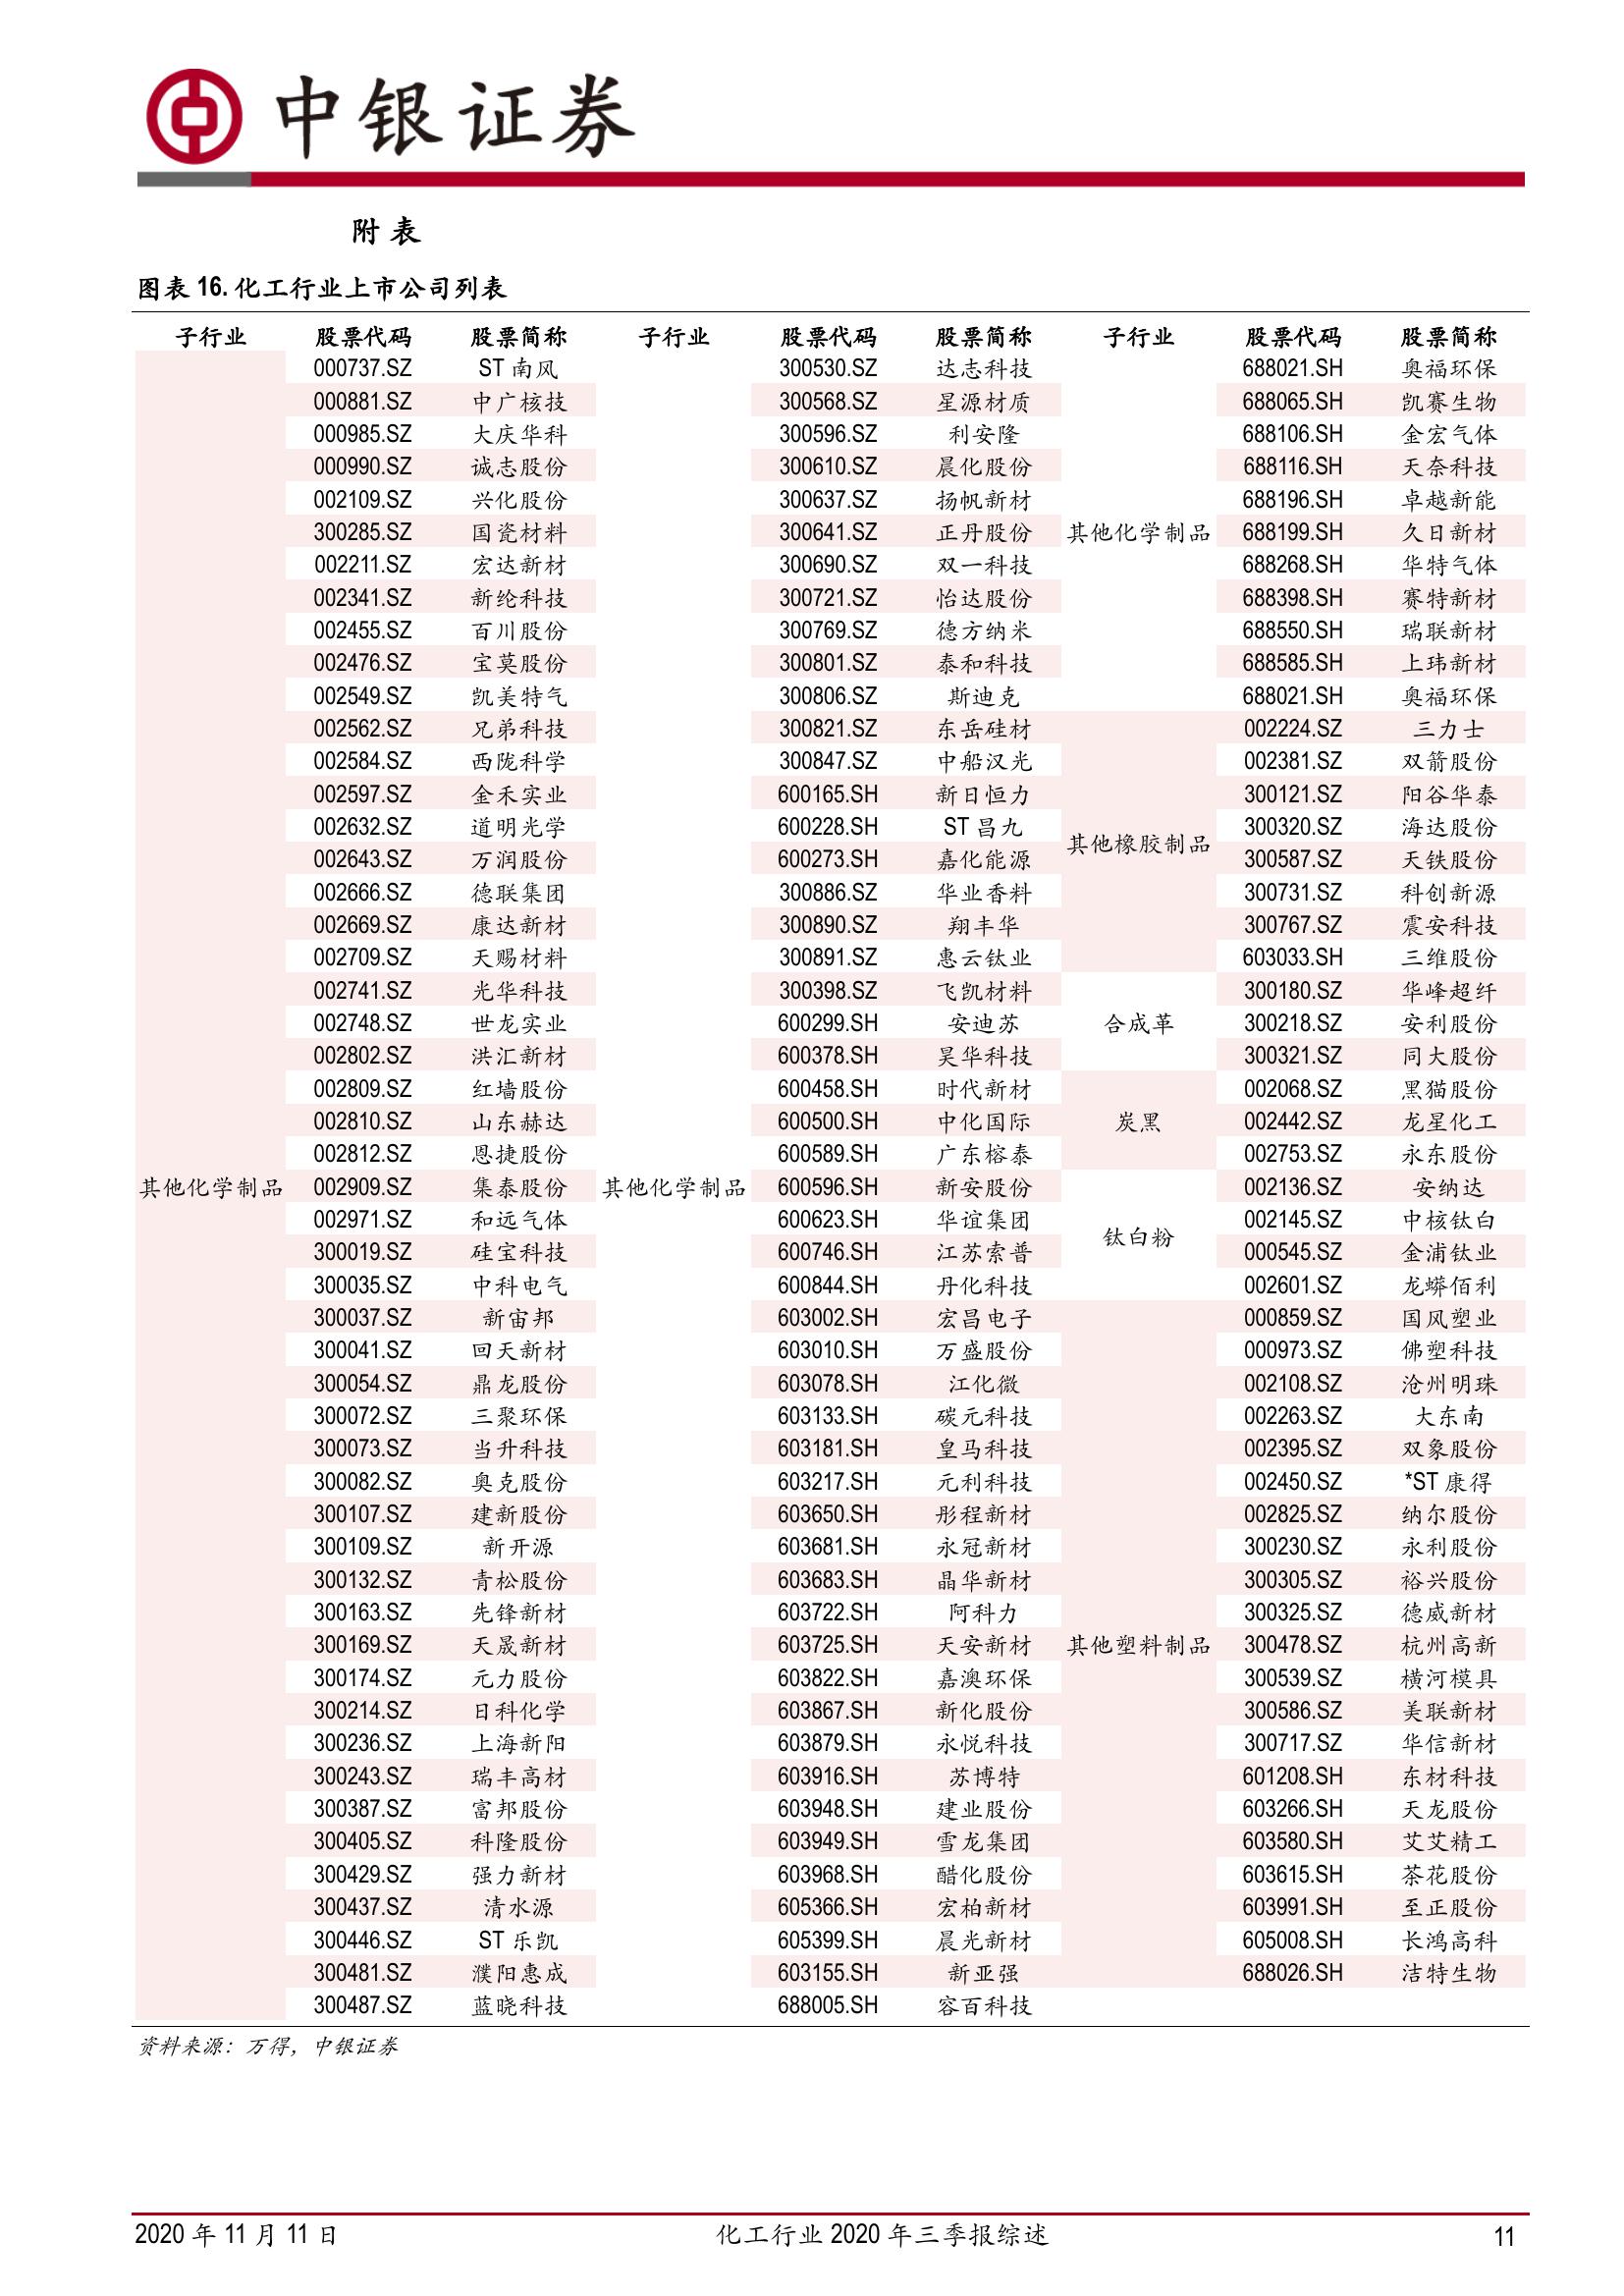 中银证券
附表
图表 16. 化工行业上市公司列表
子行业 股票代码 股票简称 子行业 股票代码 股票简称 子行业 股票代码 股票简称
000737.SZ ST 南风 300530.SZ 达志科技 688021.SH 奥福环保
000881.SZ 中广核技 300568.SZ 星源材质 688065.SH 凯赛生物
000985.SZ 大庆华科 300596.SZ 利安隆 688106.SH 金宏气体
000990.SZ 诚志股份 300610.SZ 晨化股份 688116.SH 天奈科技
002109.SZ 兴化股份 300637.SZ 扬帆新材 688196.SH 卓越新能
300285.SZ 国瓷材料 300641.SZ 正丹股份 其他化学制品 688199.SH 久日新材
002211.SZ 宏达新材 300690.SZ 双一科技 688268.SH 华特气体
002341.SZ 新纶科技 300721.SZ 怡达股份 688398.SH 赛特新材
002455.SZ 百川股份 300769.SZ 德方纳米 688550.SH 瑞联新材
002476.SZ 宝莫股份 300801.SZ 泰和科技 688585.SH 上玮新材
002549.SZ 凯美特气 300806.SZ 斯迪克 688021.SH 奥福环保
002562.SZ 兄弟科技 300821.SZ 东岳硅材 002224.SZ 三力士
002584.SZ 西陇科学 300847.SZ 中船汉光 002381.SZ 双箭股份
002597.SZ 金禾实业 600165.SH 新日恒力 300121.SZ 阳谷华泰
002632.SZ 道明光学 600228.SH ST 昌九 300320.SZ 海达股份
其他橡胶制品
002643.SZ 万润股份 600273.SH 嘉化能源 300587.SZ 天铁股份
002666.SZ 德联集团 300886.SZ 华业香料 300731.SZ 科创新源
002669.SZ 康达新材 300890.SZ 翔丰华 300767.SZ 震安科技
002709.SZ 天赐材料 300891.SZ 惠云钛业 603033.SH 三维股份
002741.SZ 光华科技 300398.SZ 飞凯材料 300180.SZ 华峰超纤
002748.SZ 世龙实业 600299.SH 安迪苏 合成革 300218.SZ 安利股份
002802.SZ 洪汇新材 600378.SH 昊华科技 300321.SZ 同大股份
002809.SZ 红墙股份 600458.SH 时代新材 002068.SZ 黑猫股份
002810.SZ 山东赫达 600500.SH 中化国际 炭黑 002442.SZ 龙星化工
002812.SZ 恩捷股份 600589.SH 广东榕泰 002753.SZ 永东股份
其他化学制品 002909.SZ 集泰股份 其他化学制品 600596.SH 新安股份 002136.SZ 安纳达
002971.SZ 和远气体 600623.SH 华谊集团 002145.SZ 中核钛白
钛白粉
300019.SZ 硅宝科技 600746.SH 江苏索普 000545.SZ 金浦钛业
300035.SZ 中科电气 600844.SH 丹化科技 002601.SZ 龙蟒佰利
300037.SZ 新宙邦 603002.SH 宏昌电子 000859.SZ 国风塑业
300041.SZ 回天新材 603010.SH 万盛股份 000973.SZ 佛塑科技
300054.SZ 鼎龙股份 603078.SH 江化微 002108.SZ 沧州明珠
300072.SZ 三聚环保 603133.SH 碳元科技 002263.SZ 大东南
300073.SZ 当升科技 603181.SH 皇马科技 002395.SZ 双象股份
300082.SZ 奥克股份 603217.SH 元利科技 002450.SZ *ST 康得
300107.SZ 建新股份 603650.SH 彤程新材 002825.SZ 纳尔股份
300109.SZ 新开源 603681.SH 永冠新材 300230.SZ 永利股份
300132.SZ 青松股份 603683.SH 晶华新材 300305.SZ 裕兴股份
300163.SZ 先锋新材 603722.SH 阿科力 300325.SZ 德威新材
300169.SZ 天晟新材 603725.SH 天安新材 其他塑料制品 300478.SZ 杭州高新
300174.SZ 元力股份 603822.SH 嘉澳环保 300539.SZ 横河模具
300214.SZ 日科化学 603867.SH 新化股份 300586.SZ 美联新材
300236.SZ 上海新阳 603879.SH 永悦科技 300717.SZ 华信新材
300243.SZ 瑞丰高材 603916.SH 苏博特 601208.SH 东材科技
300387.SZ 富邦股份 603948.SH 建业股份 603266.SH 天龙股份
300405.SZ 科隆股份 603949.SH 雪龙集团 603580.SH 艾艾精工
300429.SZ 强力新材 603968.SH 醋化股份 603615.SH 茶花股份
300437.SZ 清水源 605366.SH 宏柏新材 603991.SH 至正股份
300446.SZ ST 乐凯 605399.SH 晨光新材 605008.SH 长鸿高科
300481.SZ 濮阳惠成 603155.SH 新亚强 688026.SH 洁特生物
300487.SZ 蓝晓科技 688005.SH 容百科技
资料来源：万得，中银证券
2020 年 11 月 11 日 化工行业 2020 年三季报综述 11